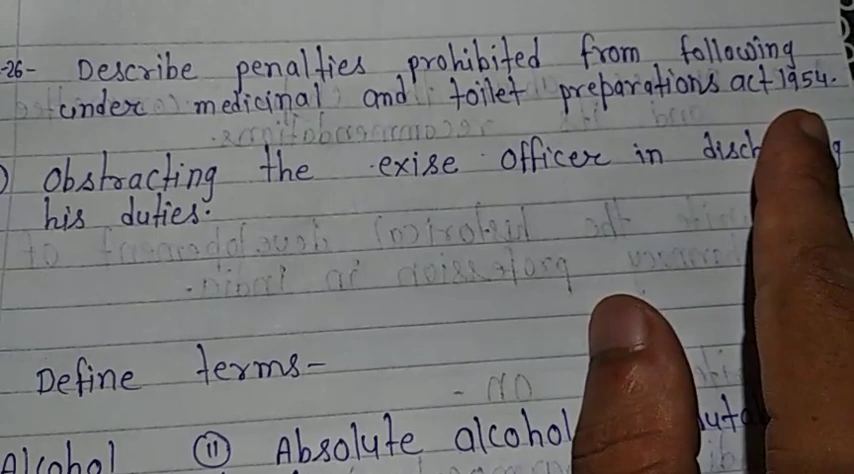 -26- Describe penalties prohibited from following
under medicinal and toilet preparations act 1954.
Obstracting the exise officer in disch g
his duties.
Define terms-
Alcohol (11) Absolute alcohol